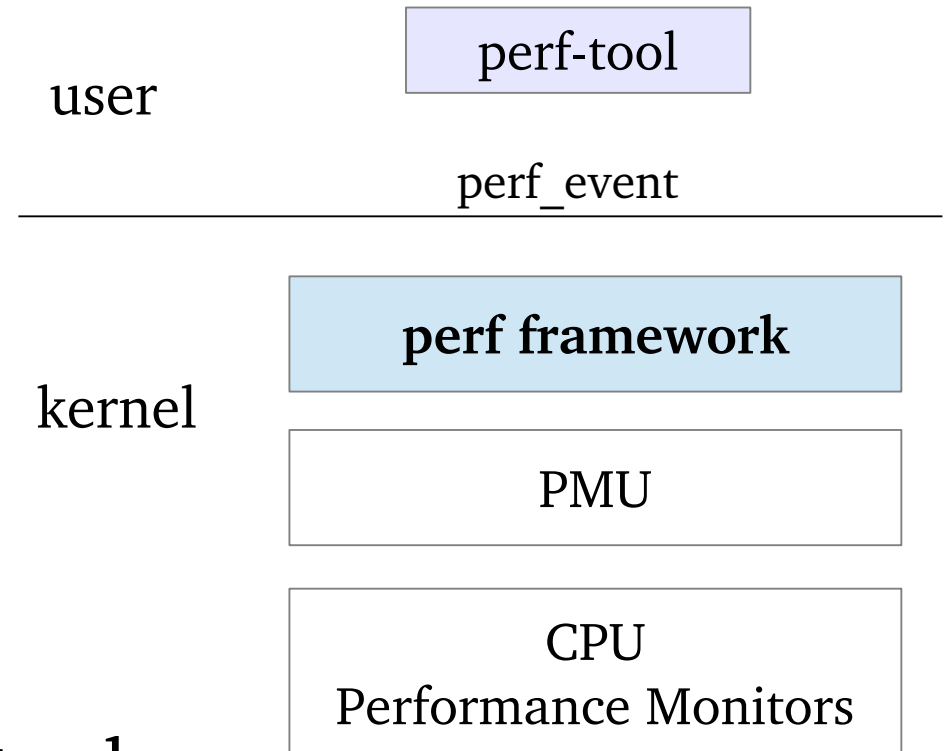 perf-tool
user
perf_event
perf framework
kernel
PMU
CPU
Performance Monitors